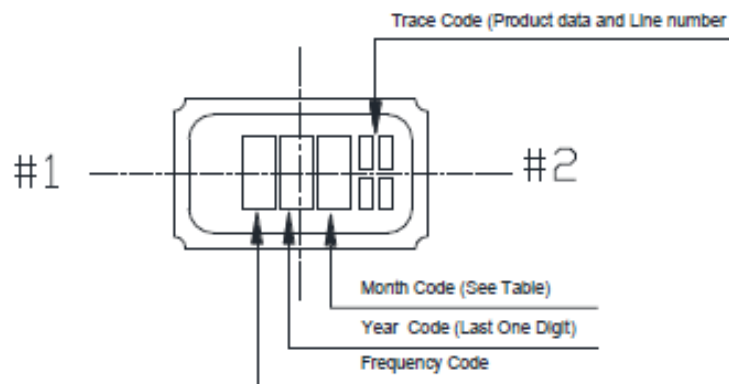 Trace Code (Product data and Line number
#1
#2
Month Code (See Table)
Year Code (Last One Digit)
Frequency Code